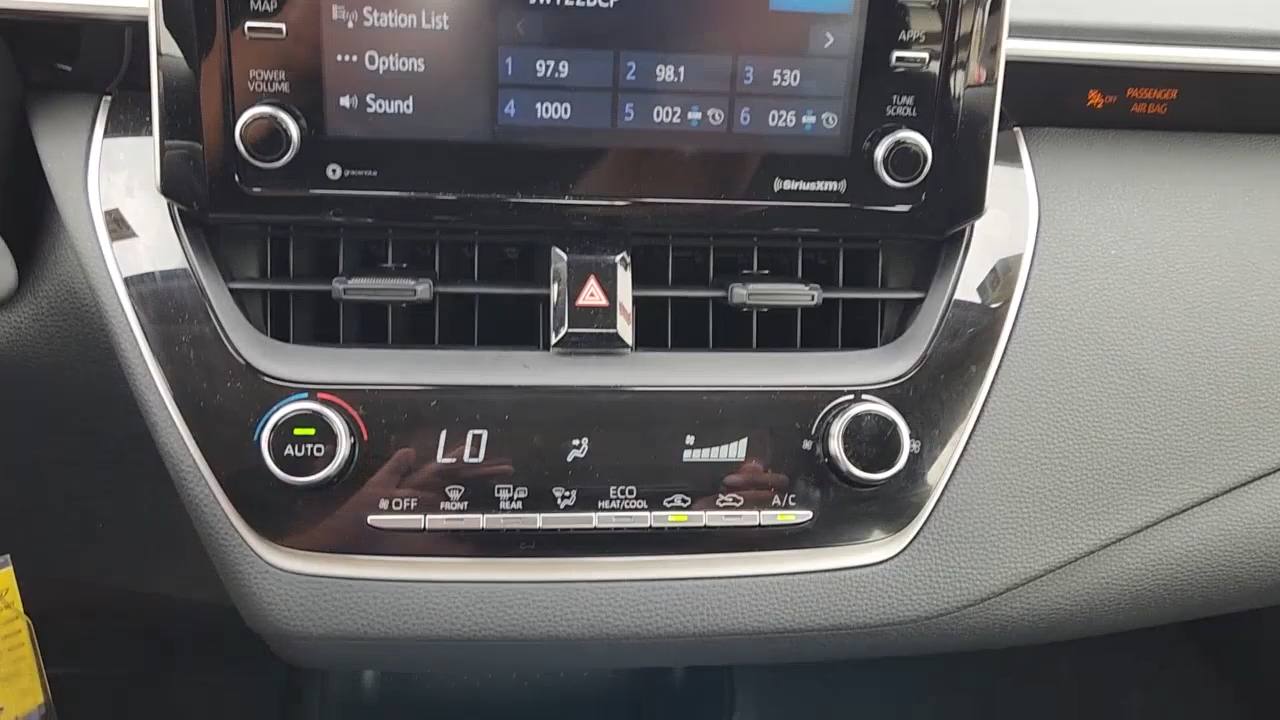 MAP
Station List
APPS
••• Options
1 97.9
2 98.1
3 530
POWER
VOLUME
Sound
4 1000
5 002
6 026
TUNE
SCROLL
OFF
PASSENGER
AIR BAG
gracenote
SiriusXM
AUTO
LO
OFF
FRONT
REAR
ECO
HEAT/COOL
A/C